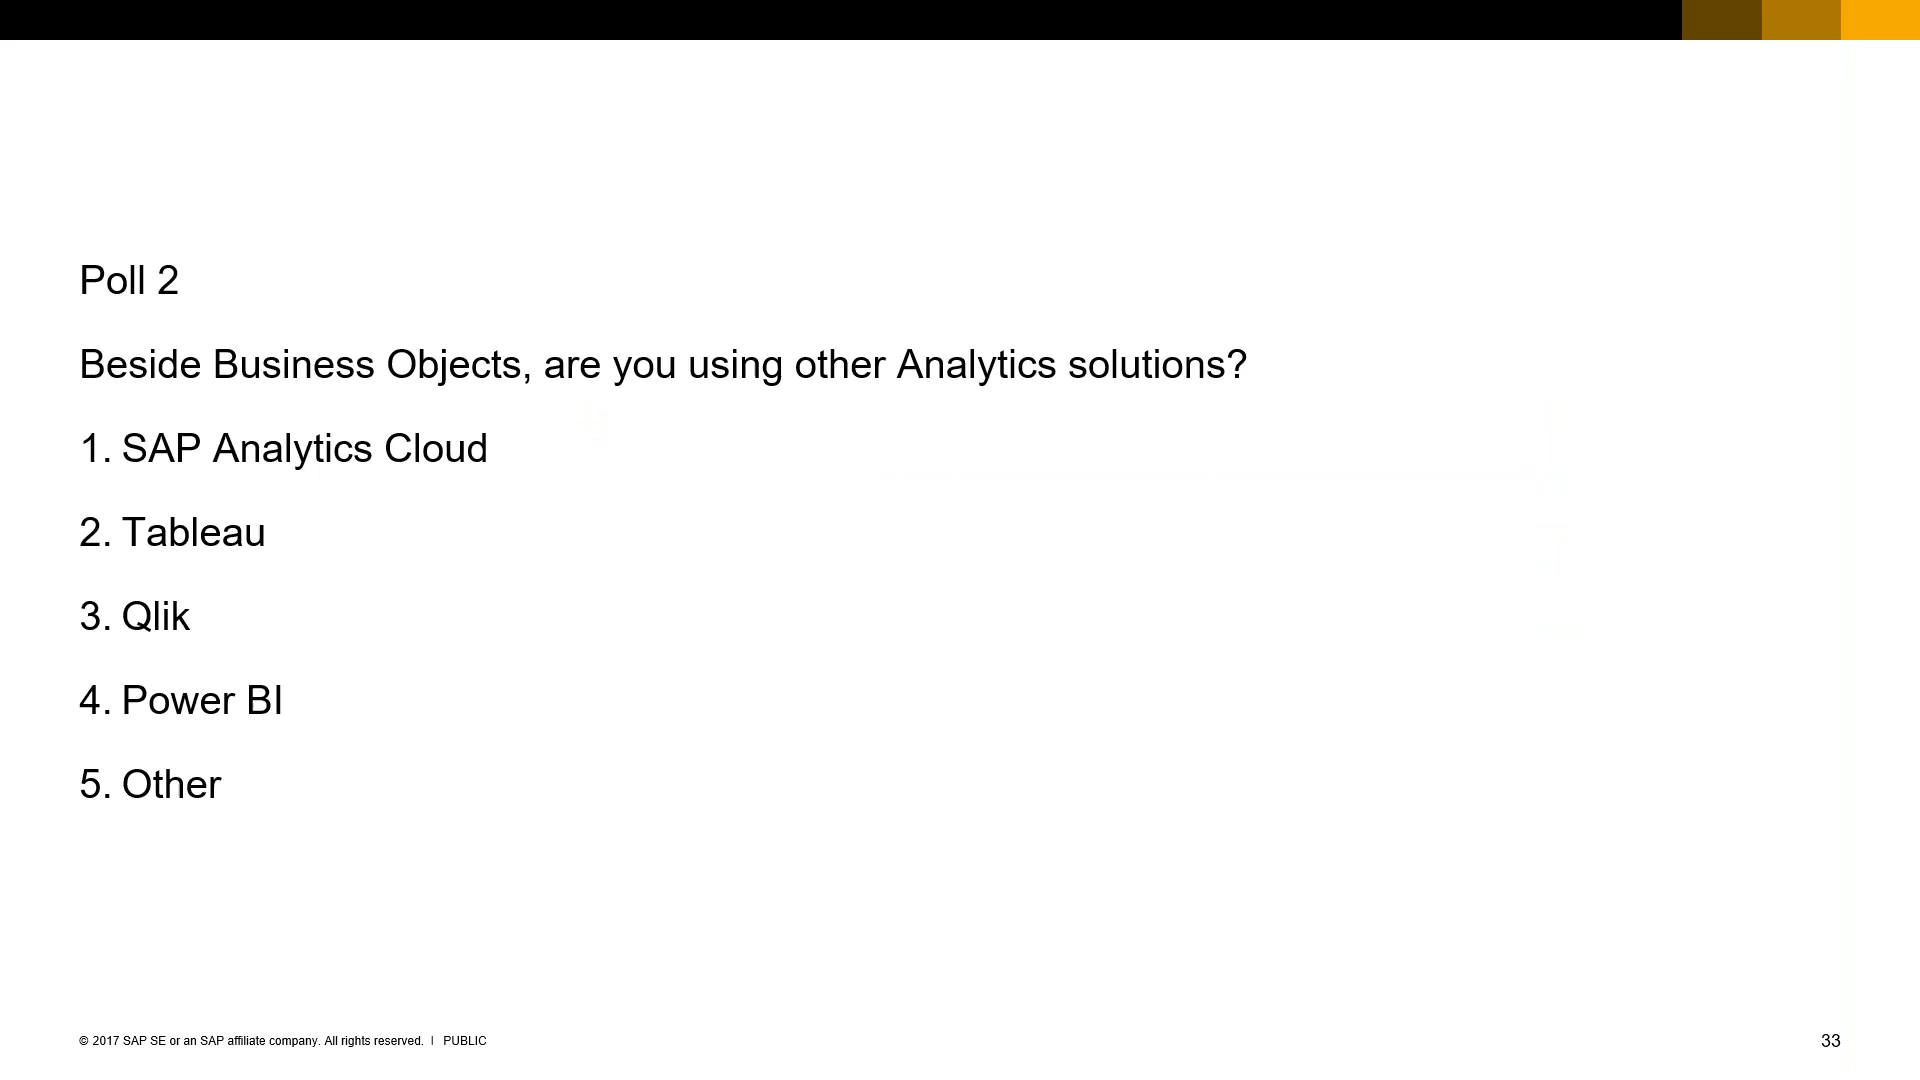 Poll 2
Beside Business Objects, are you using other Analytics solutions?
1. SAP Analytics Cloud
2. Tableau
3. Qlik
4. Power BI
5. Other
© 2017 SAP SE or an SAP affiliate company. All rights reserved. | PUBLIC
33